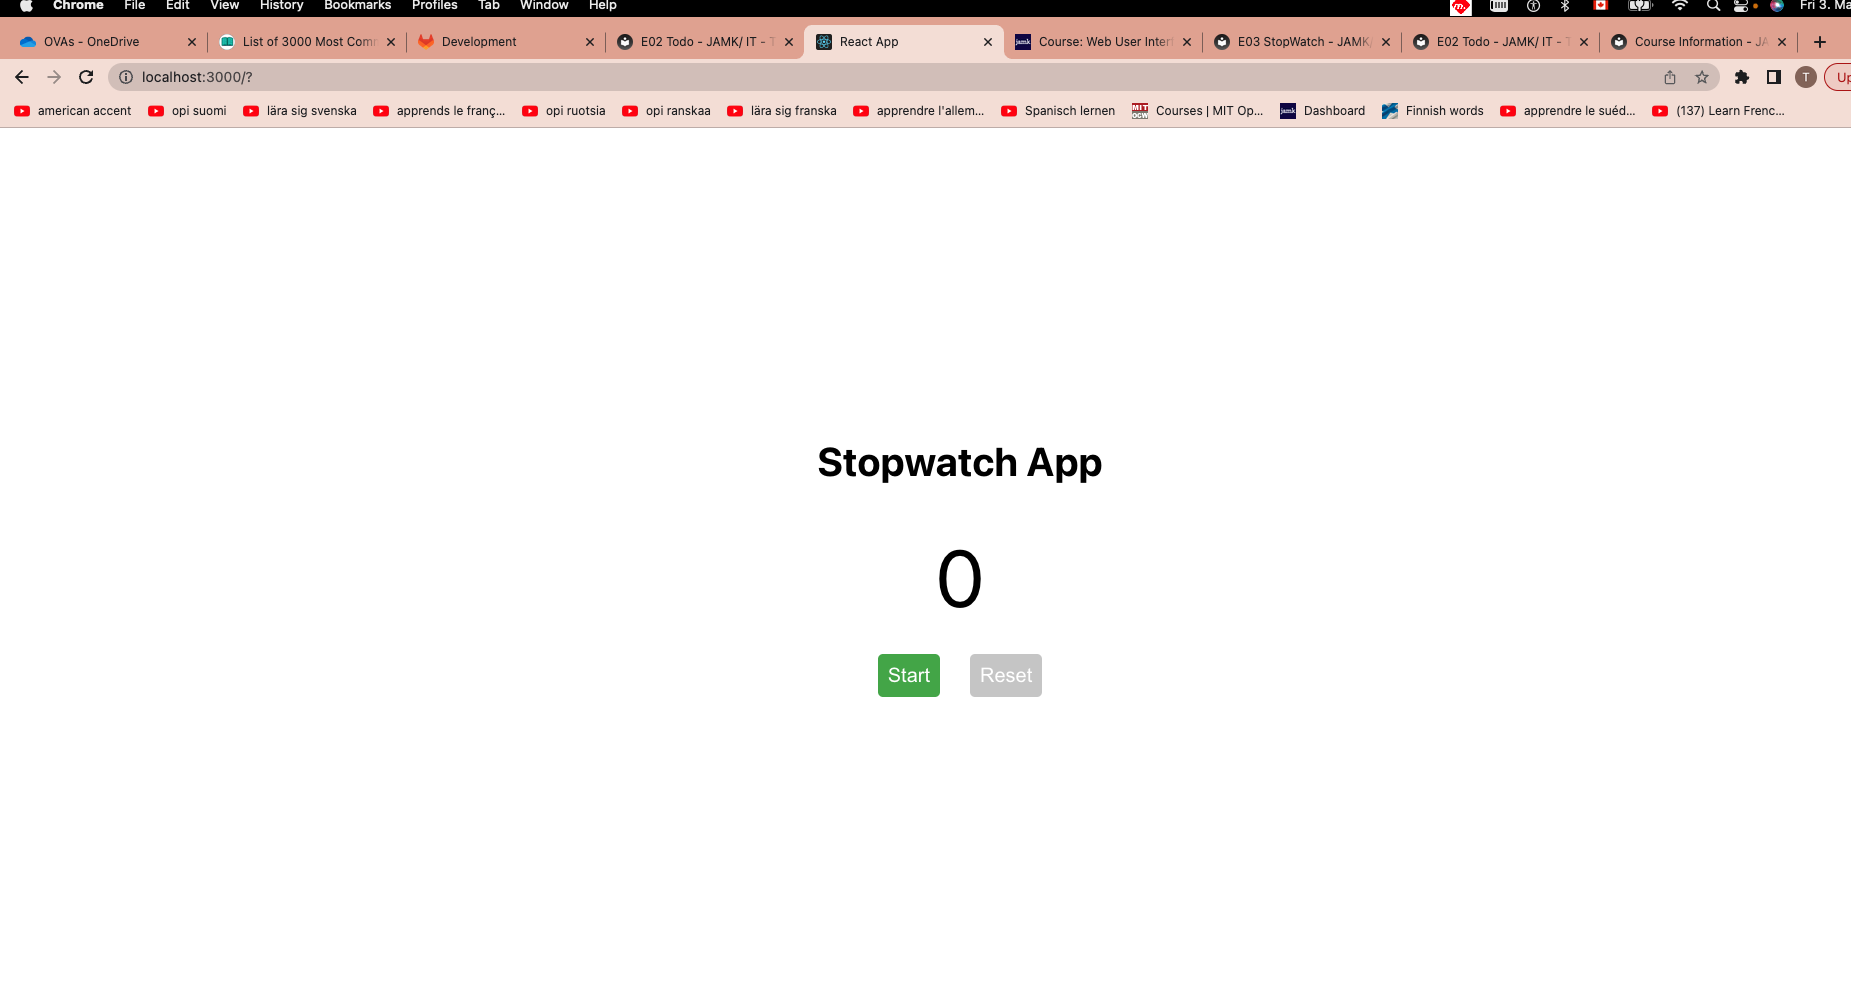 Chrome File Edit View History Bookmarks Profiles Tab Window Help Fri 3. Ma
OVAs - OneDrive List of 3000 Most Comm Development E02 Todo - JAMK/ IT - T React App Course: Web User Interf E03 StopWatch - JAMK/ E02 Todo - JAMK/ IT - T Course Information - JA
localhost:3000/? T Up
american accent opi suomi lära sig svenska apprends le franç... opi ruotsia opi ranskaa lära sig franska apprendre l'allem... Spanisch lernen MIT OCW Courses | MIT Op... jamk Dashboard Finnish words apprendre le suéd... (137) Learn Frenc...
Stopwatch App
0
Start Reset